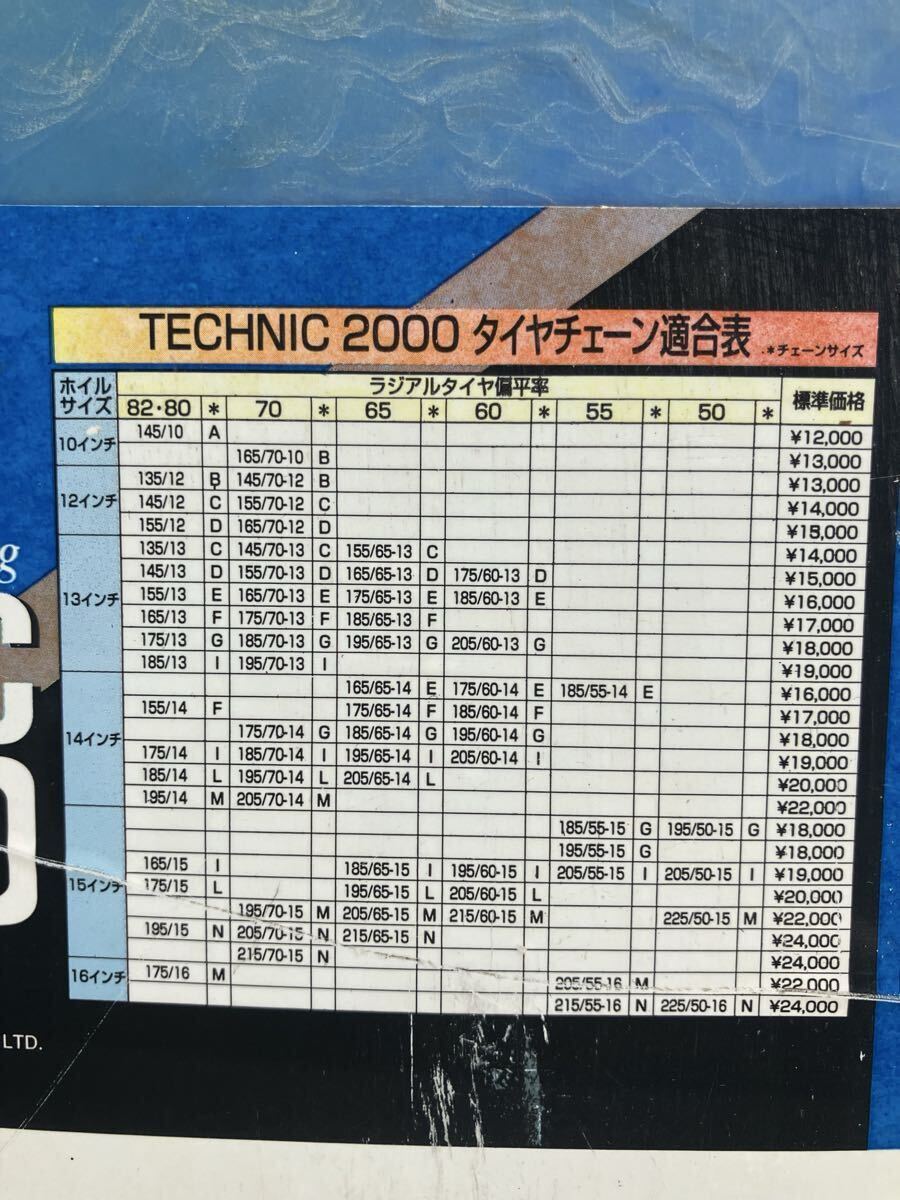 TECHNIC 2000 タイヤチェーン適合表 *チェーンサイズ
ホイルサイズ ラジアルタイヤ偏平率 標準価格
82・80 * 70 * 65 * 60 * 55 * 50 *
10インチ 145/10 A ¥12,000
165/70-10 B ¥13,000
12インチ 135/12 B 145/70-12 B ¥13,000
145/12 C 155/70-12 C ¥14,000
155/12 D 165/70-12 D ¥15,000
13インチ 135/13 C 145/70-13 C 155/65-13 C ¥14,000
145/13 D 155/70-13 D 165/65-13 D 175/60-13 D ¥15,000
155/13 E 165/70-13 E 175/65-13 E 185/60-13 E ¥16,000
165/13 F 175/70-13 F 185/65-13 F ¥17,000
175/13 G 185/70-13 G 195/65-13 G 205/60-13 G ¥18,000
185/13 I 195/70-13 I ¥19,000
14インチ 165/65-14 E 175/60-14 E 185/55-14 E ¥16,000
155/14 F 175/65-14 F 185/60-14 F ¥17,000
175/70-14 G 185/65-14 G 195/60-14 G ¥18,000
175/14 I 185/70-14 I 195/65-14 I 205/60-14 I ¥19,000
185/14 L 195/70-14 L 205/65-14 L ¥20,000
195/14 M 205/70-14 M ¥22,000
15インチ 185/55-15 G 195/50-15 G ¥18,000
195/55-15 G ¥18,000
165/15 I 185/65-15 I 195/60-15 I 205/55-15 I 205/50-15 I ¥19,000
175/15 L 195/65-15 L 205/60-15 L ¥20,000
195/70-15 M 205/65-15 M 215/60-15 M 225/50-15 M ¥22,000
195/15 N 205/70-15 N 215/65-15 N ¥24,000
215/70-15 N ¥24,000
16インチ 175/16 M 205/55-16 M ¥22,000
215/55-16 N 225/50-16 N ¥24,000
LTD.